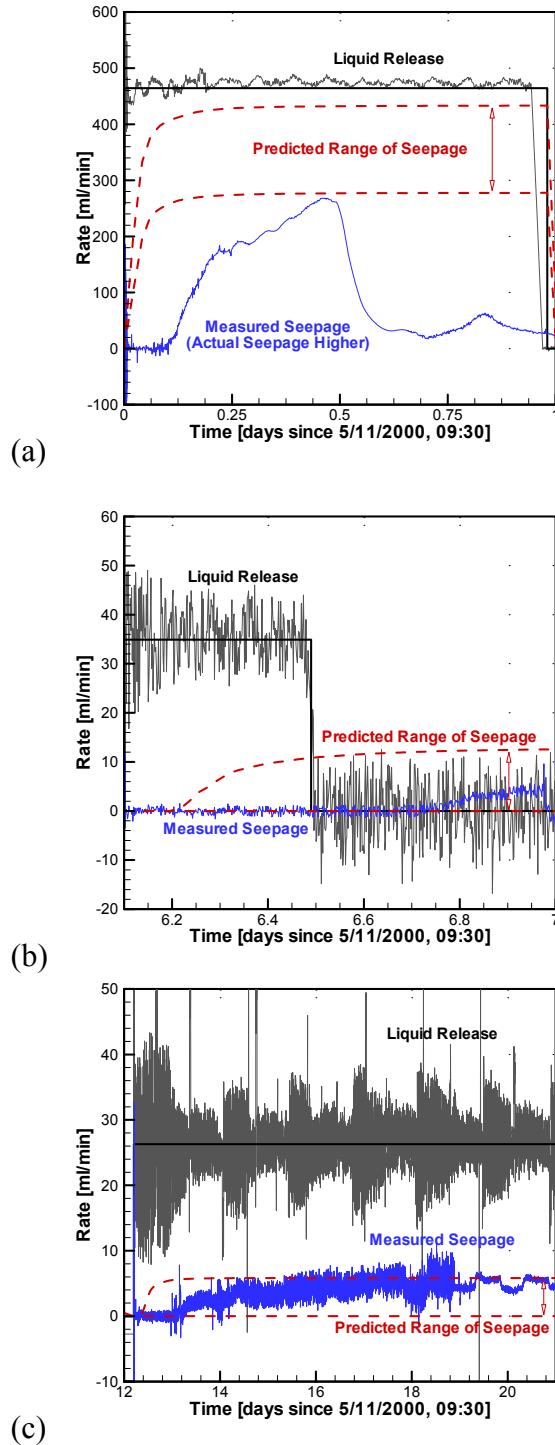 600
Liquid Release
500
400
Predicted Range of Seepage
300
200
100
Measured Seepage
(Actual Seepage Higher)
0
-100
0 0.25 0.5 0.75 1
Rate [ml/min]
Time [days since 5/11/2000, 09:30]
(a)
60
50
Liquid Release
40
30
20
Predicted Range of Seepage
10
0
Measured Seepage
-10
-20
6.2 6.4 6.6 6.8 7
Rate [ml/min]
Time [days since 5/11/2000, 09:30]
(b)
50
Liquid Release
40
30
20
Measured Seepage
10
0
Predicted Range of Seepage
-10
12 14 16 18 20
Rate [ml/min]
Time [days since 5/11/2000, 09:30]
(c)